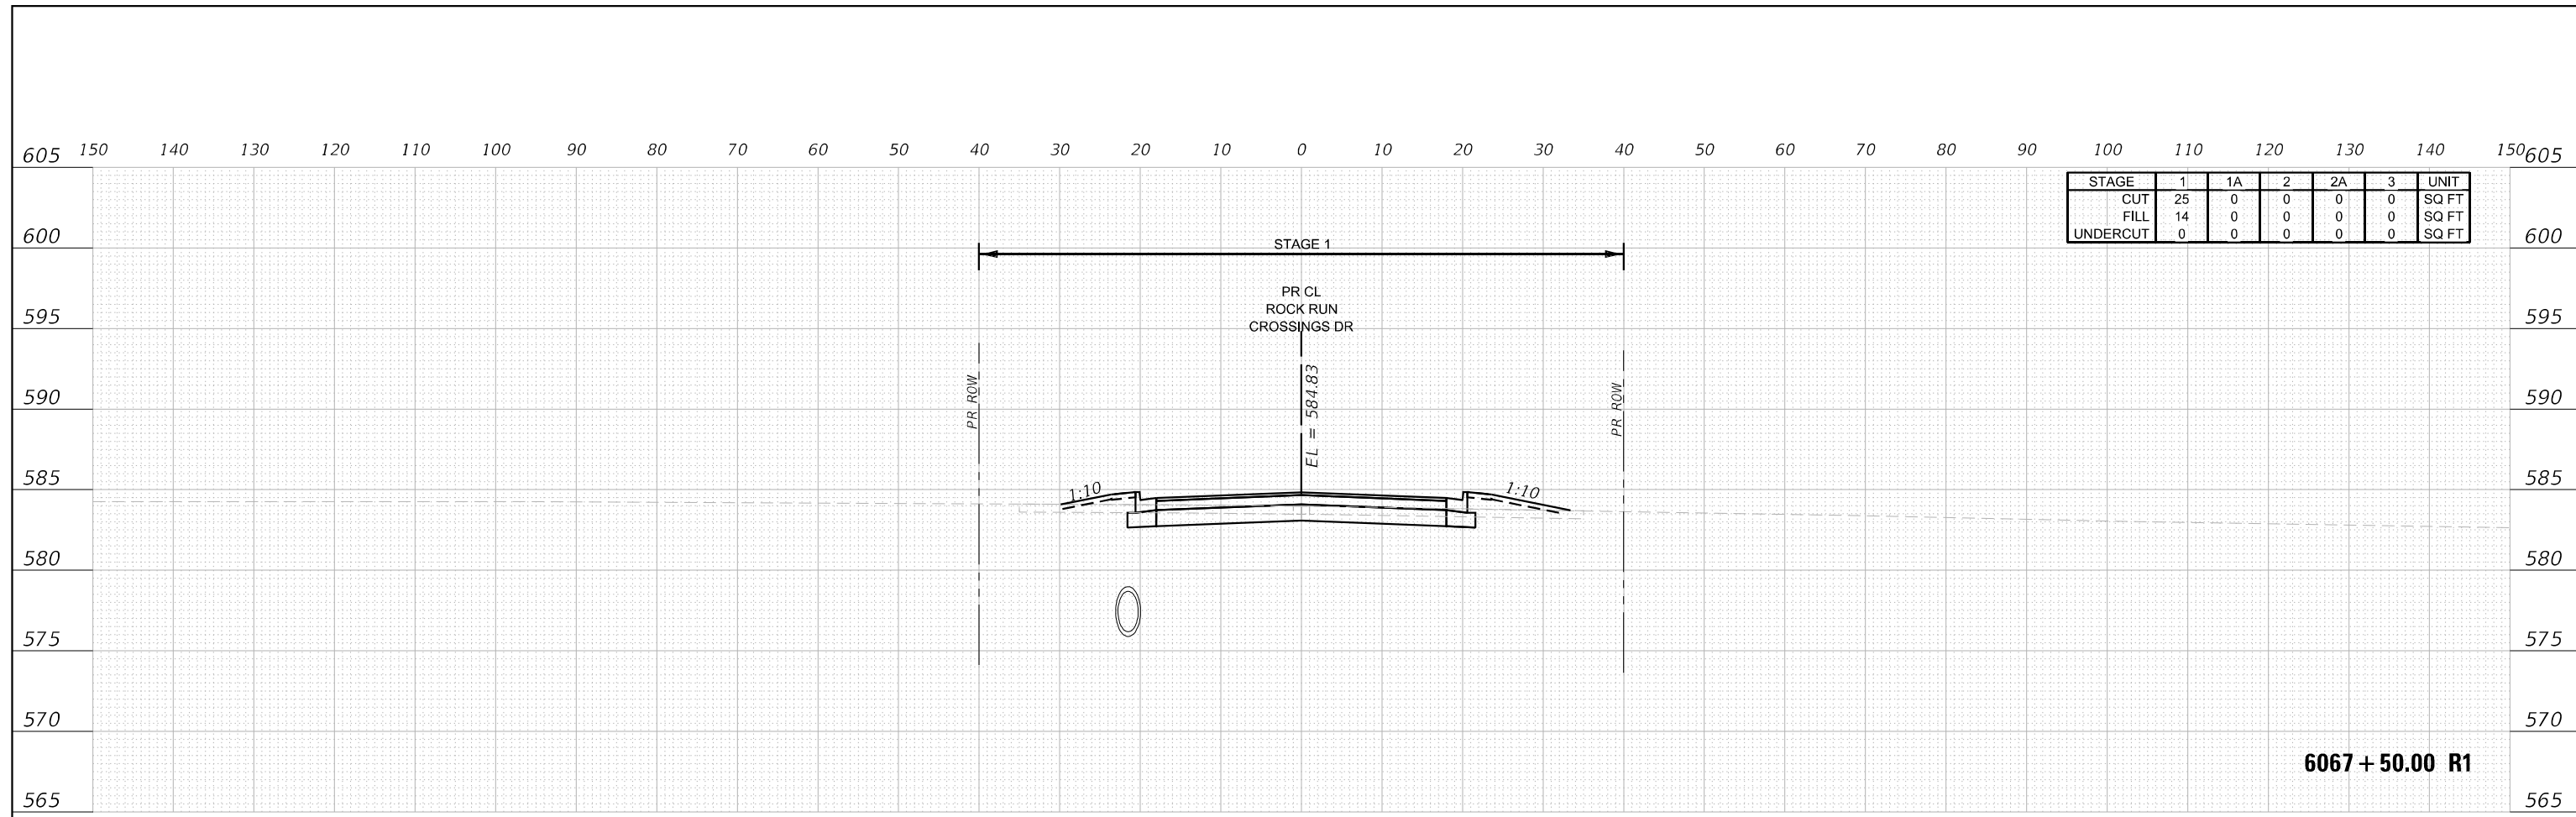 150 140 130 120 110 100 90 80 70 60 50 40 30 20 10 0 10 20 30 40 50 60 70 80 90 100 110 120 130 140 150
605 605
STAGE 1 1A 2 2A 3 UNIT
CUT 25 0 0 0 0 SQ FT
FILL 14 0 0 0 0 SQ FT
UNDERCUT 0 0 0 0 0 SQ FT
600 600
STAGE 1
PR CL
ROCK RUN
CROSSINGS DR
595 595
EL = 584.83
PR ROW
PR ROW
590 590
585 585
1:10 1:10
580 580
575 575
570 570
6067+50.00 R1
565 565